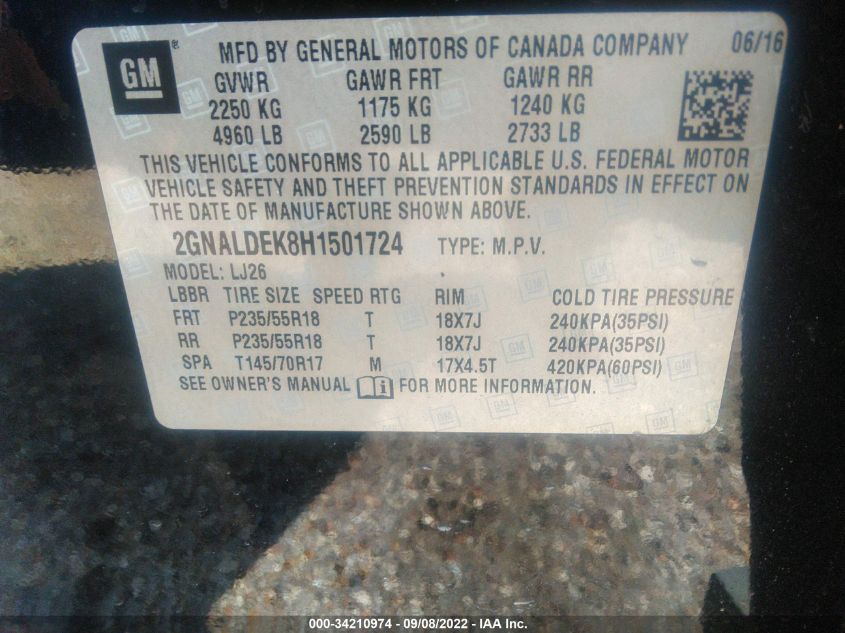 GM® MFD BY GENERAL MOTORS OF CANADA COMPANY 06/16
GVWR GAWR FRT GAWR RR
2250 KG 1175 KG 1240 KG
4960 LB 2590 LB 2733 LB
THIS VEHICLE CONFORMS TO ALL APPLICABLE U.S. FEDERAL MOTOR
VEHICLE SAFETY AND THEFT PREVENTION STANDARDS IN EFFECT ON
THE DATE OF MANUFACTURE SHOWN ABOVE.
2GNALDEK8H1501724 TYPE: M.P.V.
MODEL: LJ26
LBBR TIRE SIZE SPEED RTG RIM COLD TIRE PRESSURE
FRT P235/55R18 T 18X7J 240KPA(35PSI)
RR P235/55R18 T 18X7J 240KPA(35PSI)
SPA T145/70R17 M 17X4.5T 420KPA(60PSI)
SEE OWNER'S MANUAL i FOR MORE INFORMATION.
000-34210974 - 09/08/2022 - IAA Inc.